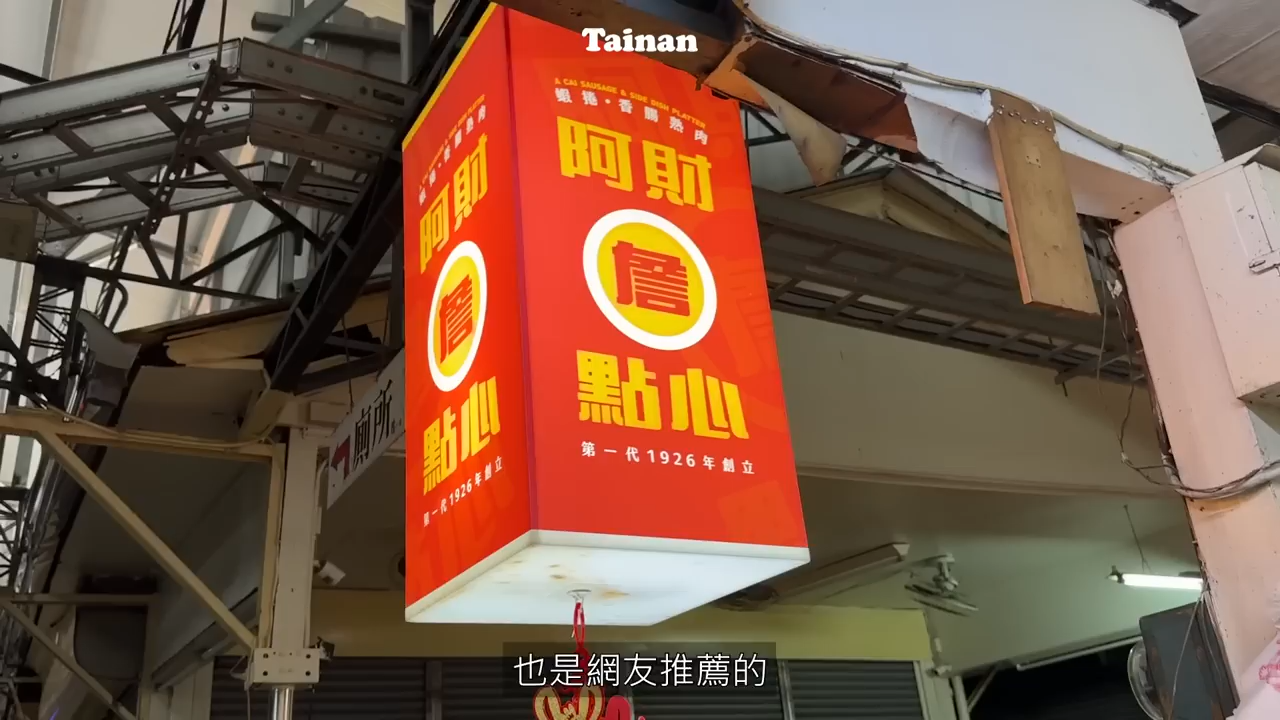 Tainan
A CAI SAUSAGE & SIDE DISH PLATTER
蝦捲・香腸熟肉
阿財
詹
點心
第一代1926年創立
阿財
詹
點心
第一代1926年創立
廁所
也是網友推薦的